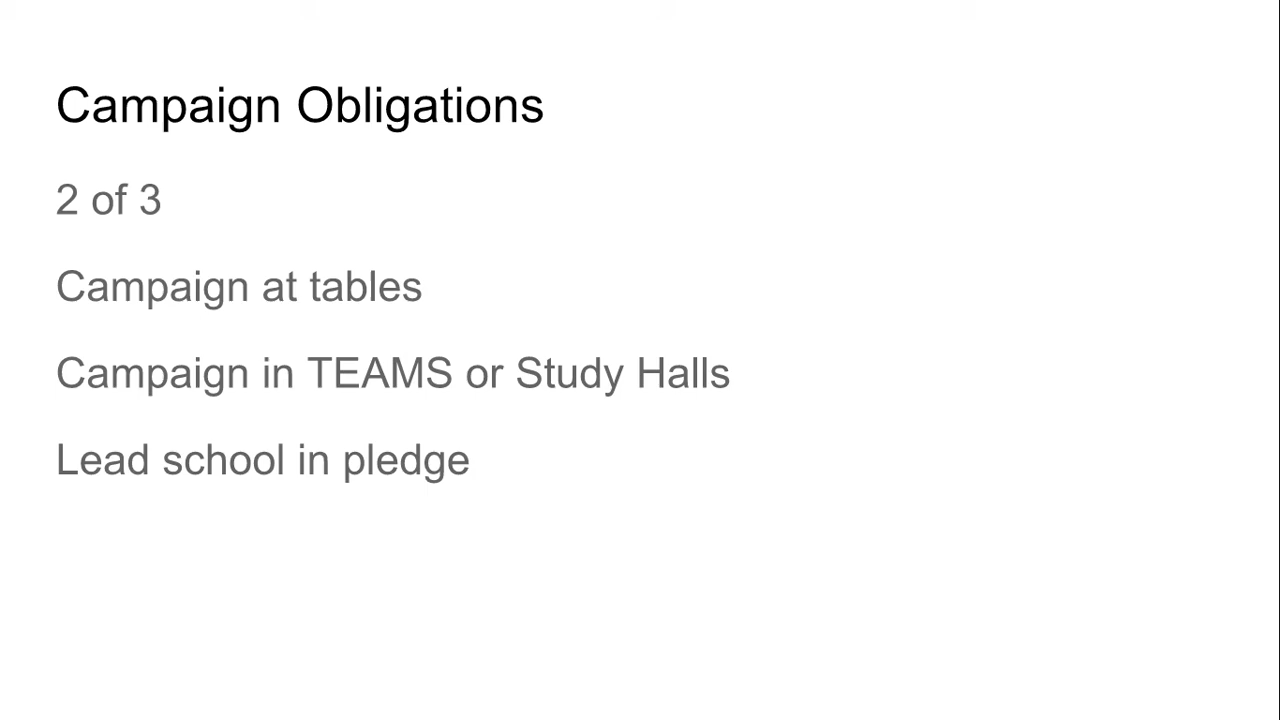 Campaign Obligations
2 of 3
Campaign at tables
Campaign in TEAMS or Study Halls
Lead school in pledge